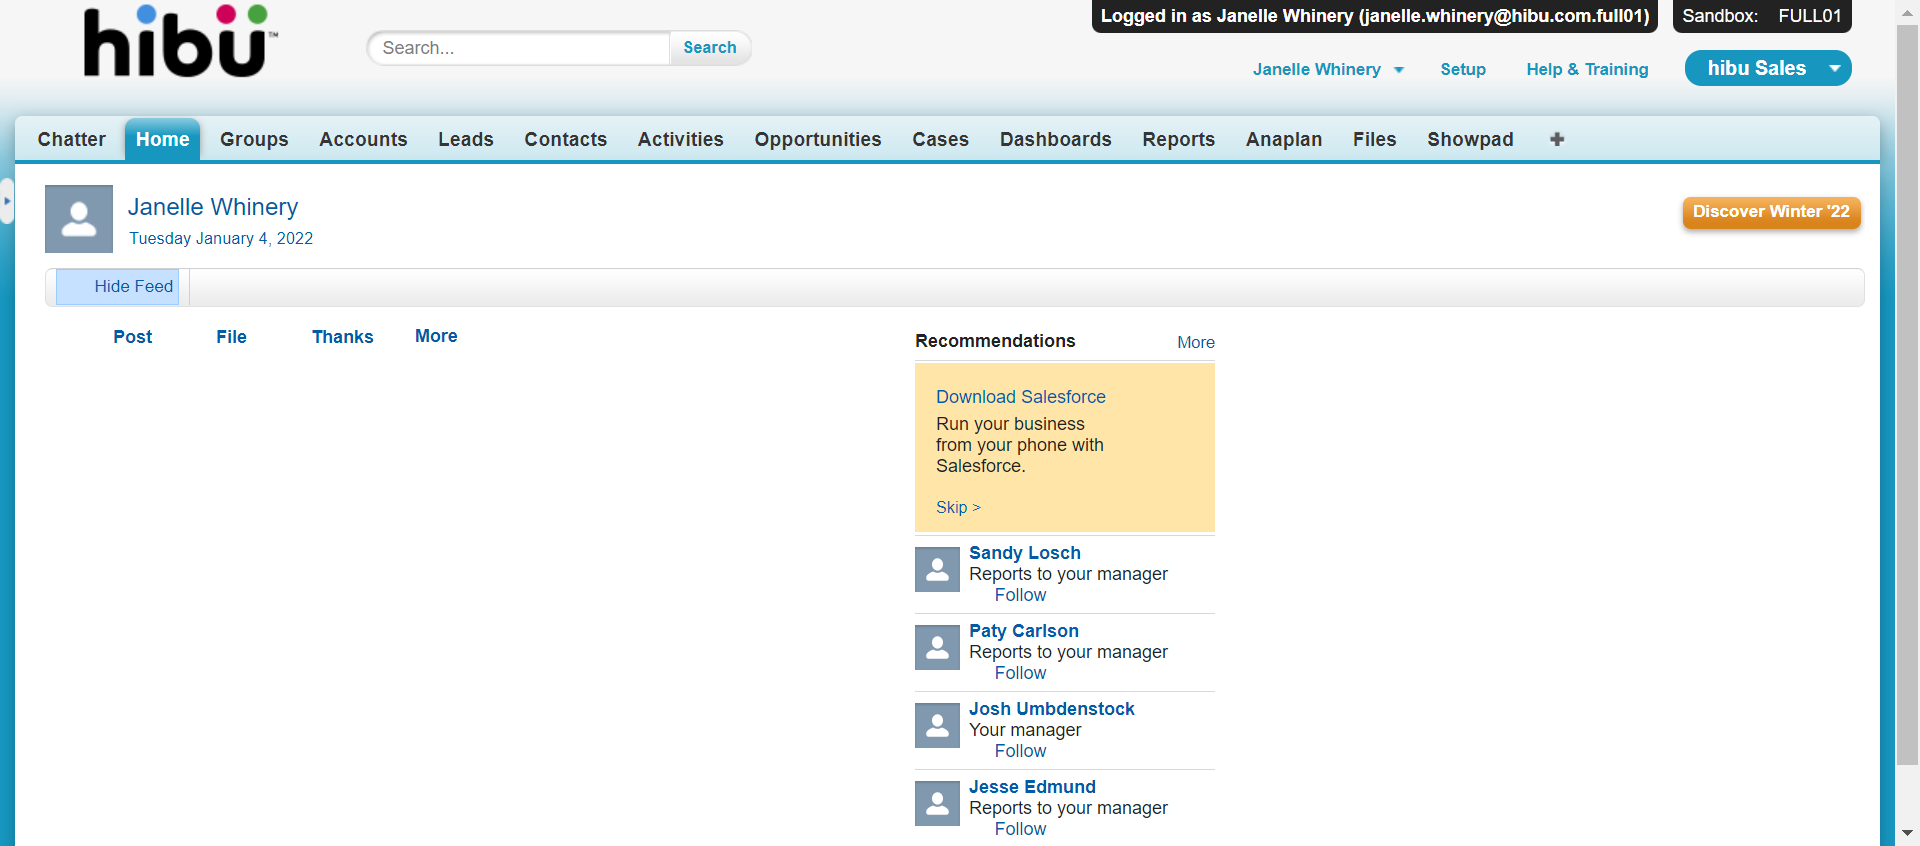 hibu™
Search...
Search
Logged in as Janelle Whinery (janelle.whinery@hibu.com.full01)
Sandbox: FULL01
Janelle Whinery
Setup
Help & Training
hibu Sales
Chatter
Home
Groups
Accounts
Leads
Contacts
Activities
Opportunities
Cases
Dashboards
Reports
Anaplan
Files
Showpad
Janelle Whinery
Tuesday January 4, 2022
Discover Winter '22
Hide Feed
Post
File
Thanks
More
Recommendations
More
Download Salesforce
Run your business
from your phone with
Salesforce.
Skip >
Sandy Losch
Reports to your manager
Follow
Paty Carlson
Reports to your manager
Follow
Josh Umbdenstock
Your manager
Follow
Jesse Edmund
Reports to your manager
Follow